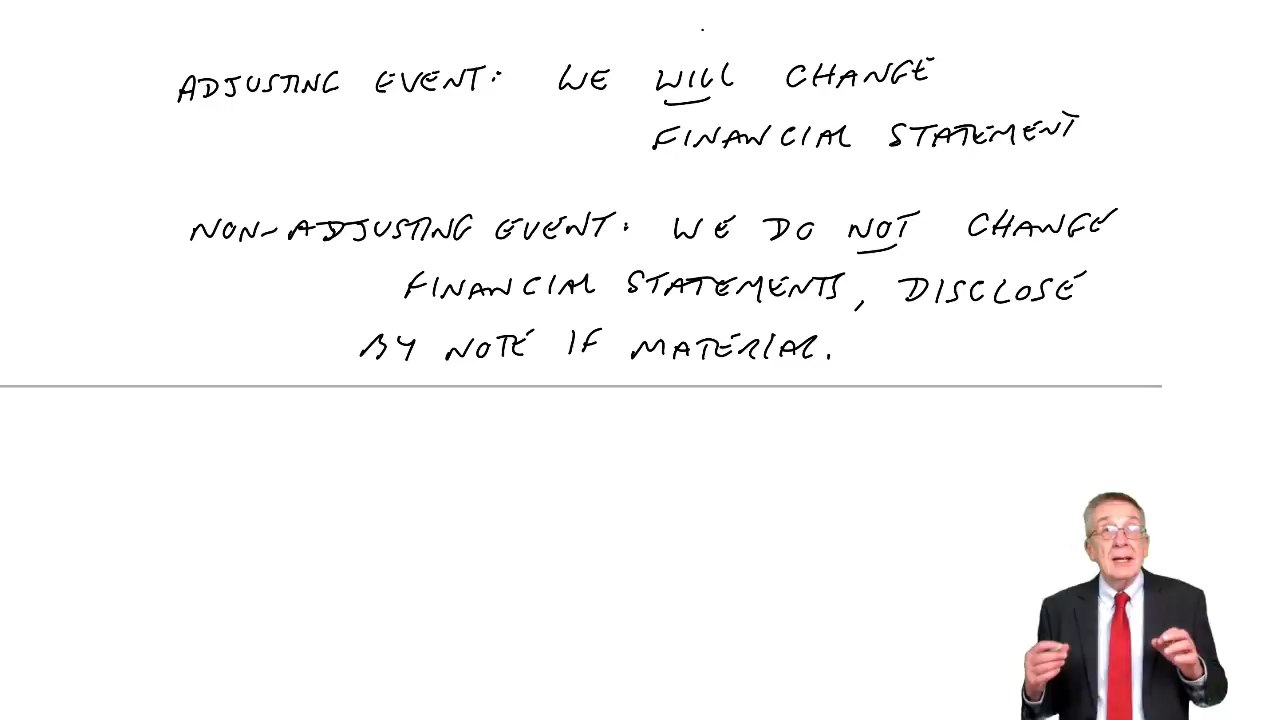 ADJUSTING EVENT: WE WILL CHANGE
FINANCIAL STATEMENT
NON-ADJUSTING EVENT: WE DO NOT CHANGE
FINANCIAL STATEMENTS, DISCLOSE
BY NOTE IF MATERIAL.